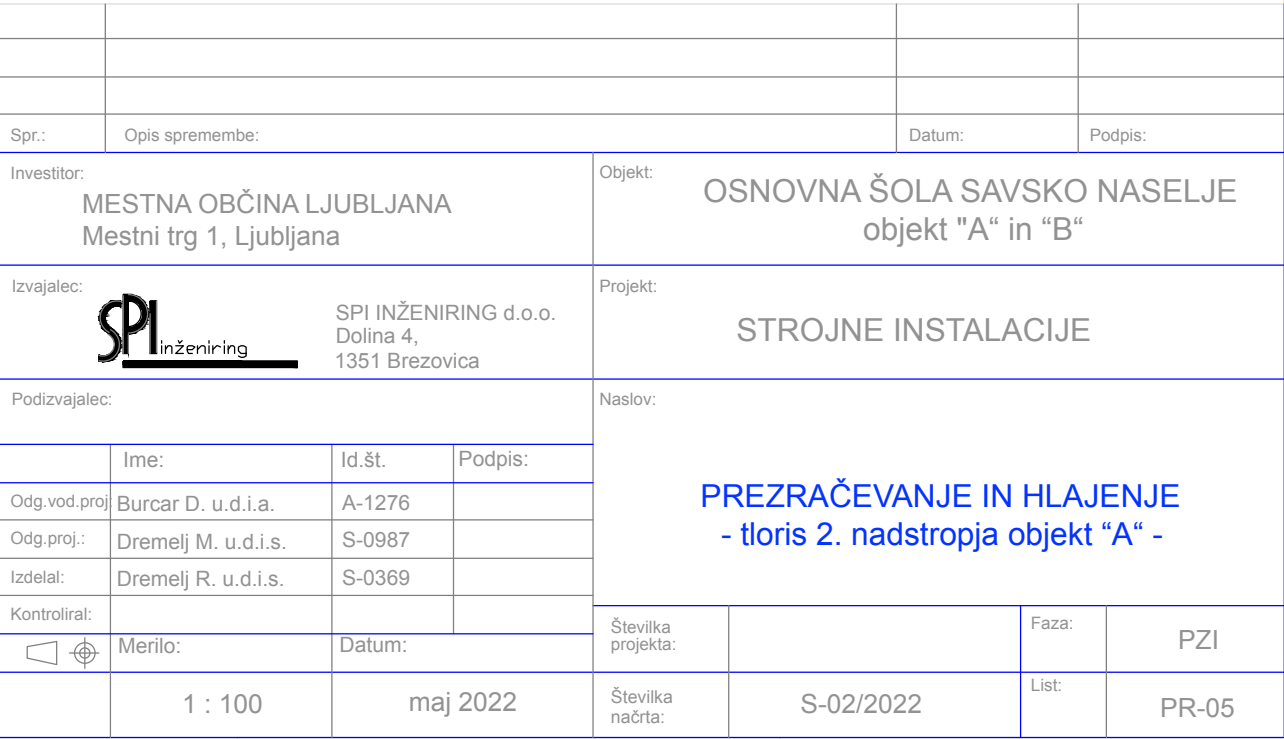 Spr.: Opis spremembe: Datum: Podpis:
Investitor:
MESTNA OBČINA LJUBLJANA
Mestni trg 1, Ljubljana
Objekt:
OSNOVNA ŠOLA SAVSKO NASELJE
objekt "A“ in “B“
Izvajalec:
SPI inženiring
SPI INŽENIRING d.o.o.
Dolina 4,
1351 Brezovica
Projekt:
STROJNE INSTALACIJE
Podizvajalec:
Naslov:
PREZRAČEVANJE IN HLAJENJE
- tloris 2. nadstropja objekt “A“ -
Ime: Id.št. Podpis:
Odg.vod.proj: Burcar D. u.d.i.a. A-1276
Odg.proj.: Dremelj M. u.d.i.s. S-0987
Izdelal: Dremelj R. u.d.i.s. S-0369
Kontroliral:
Merilo: Datum:
1 : 100 maj 2022
Številka
projekta:
Faza:
PZI
Številka
načrta:
S-02/2022
List:
PR-05